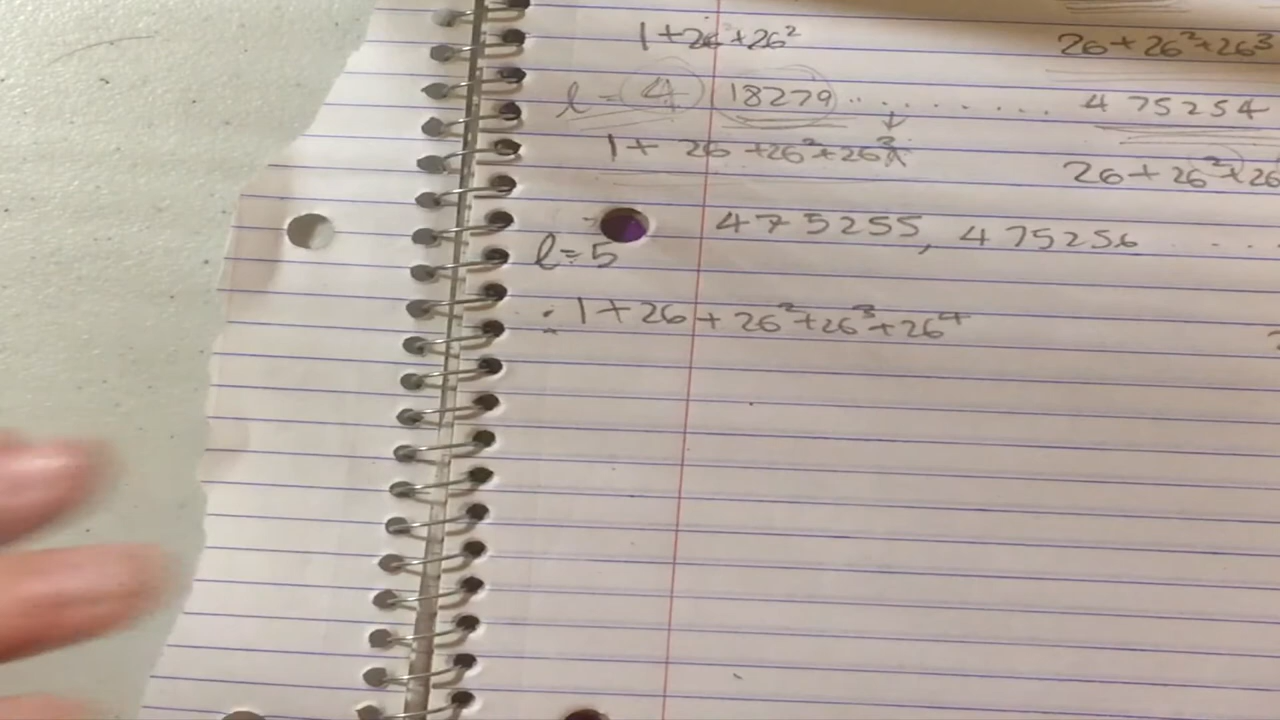 1+26+26² 26+26²+26³
l = 4 18279 .. . . . . . . . . . 475254
1 + 26 +26²+26³ 26+26²+26
475255, 475256 . . . .
l=5
: 1+26+26²+26³+26⁴